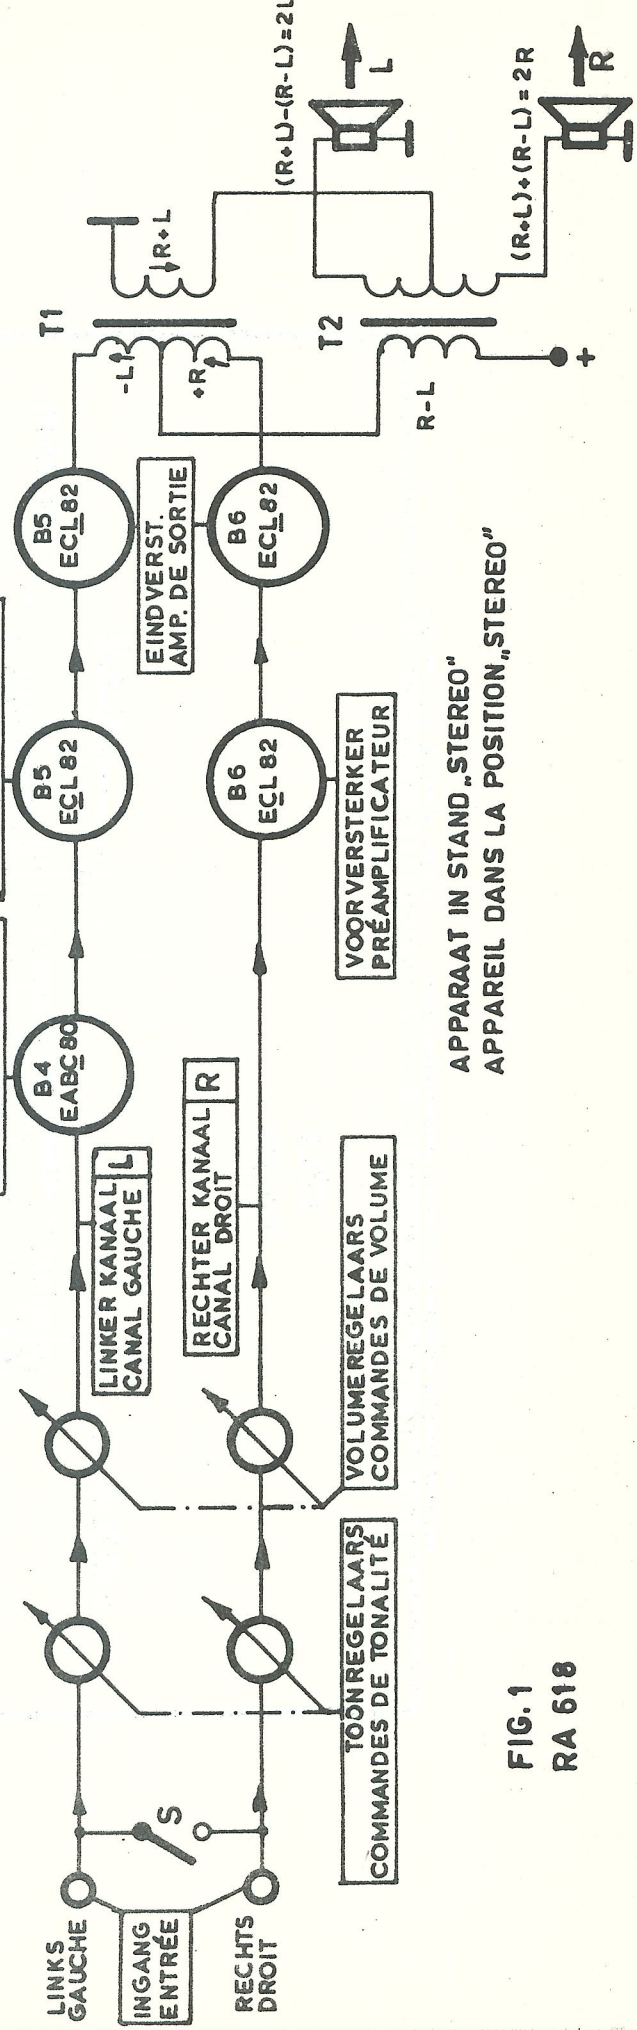 LINKS
GAUCHE
INGANG
ENTRÉE
RECHTS
DROIT
S
TOONREGELAARS
COMMANDES DE TONALITÉ
VOLUMEREGELAARS
COMMANDES DE VOLUME
LINKER KANAAL
CANAL GAUCHE
L
RECHTER KANAAL
CANAL DROIT
R
B4
EABC80
B5
ECL82
B6
ECL82
VOORVERSTERKER
PRÉAMPLIFICATEUR
B5
ECL82
EINDVERST.
AMP. DE SORTIE
B6
ECL82
T1
-L
+R
R+L
T2
R-L
+
(R+L)-(R-L)=2L
L
(R+L)+(R-L)=2R
R
APPARAAT IN STAND „STEREO”
APPAREIL DANS LA POSITION „STEREO”
FIG.1
RA 618